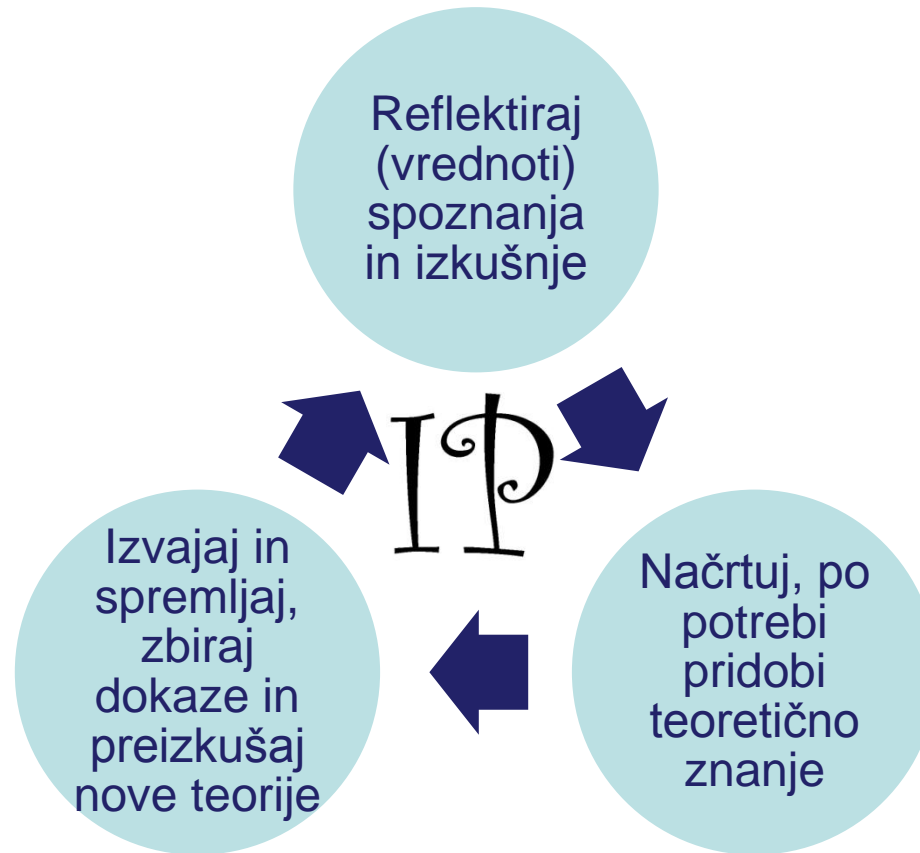 Reflektiraj
(vrednoti)
spoznanja
in izkušnje
IP
Izvajaj in
spremljaj,
zbiraj
dokaze in
preizkušaj
nove teorije
Načrtuj, po
potrebi
pridobi
teoretično
znanje